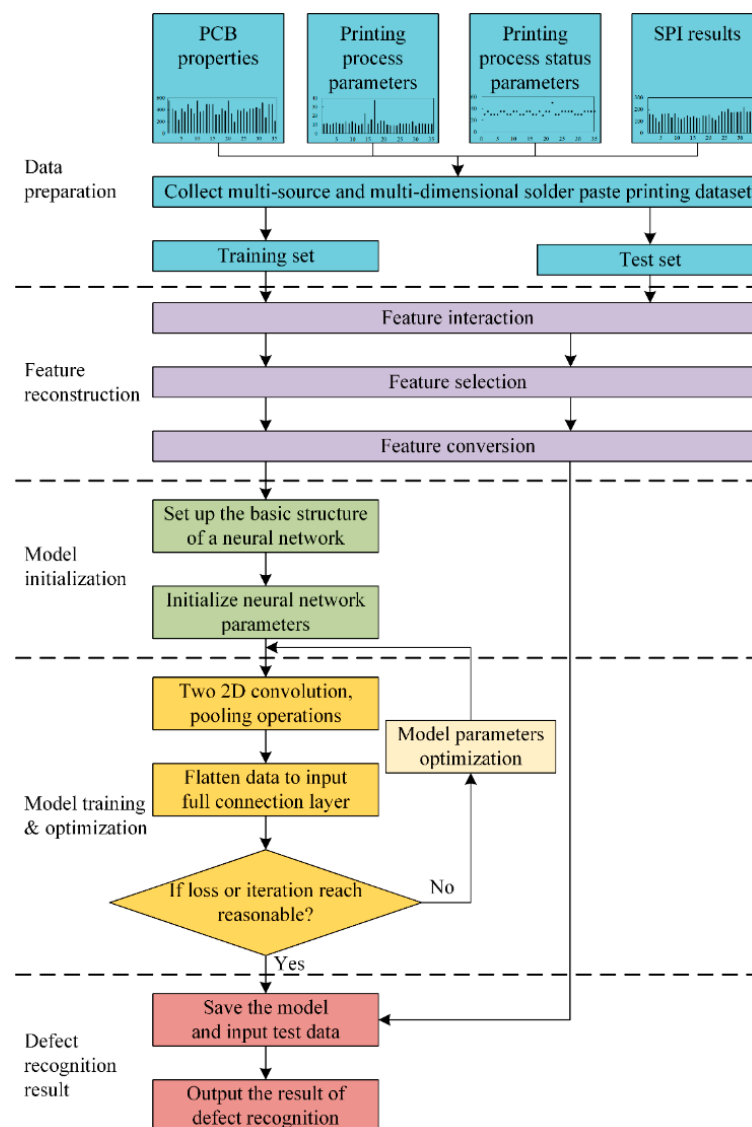 PCB
properties
Printing
process
parameters
Printing
process status
parameters
SPI results
Data
preparation
Collect multi-source and multi-dimensional solder paste printing dataset
Training set
Test set
Feature
reconstruction
Feature interaction
Feature selection
Feature conversion
Model
initialization
Set up the basic structure
of a neural network
Initialize neural network
parameters
Model training
& optimization
Two 2D convolution,
pooling operations
Model parameters
optimization
Flatten data to input
full connection layer
If loss or iteration reach
reasonable?
No
Yes
Defect
recognition
result
Save the model
and input test data
Output the result of
defect recognition